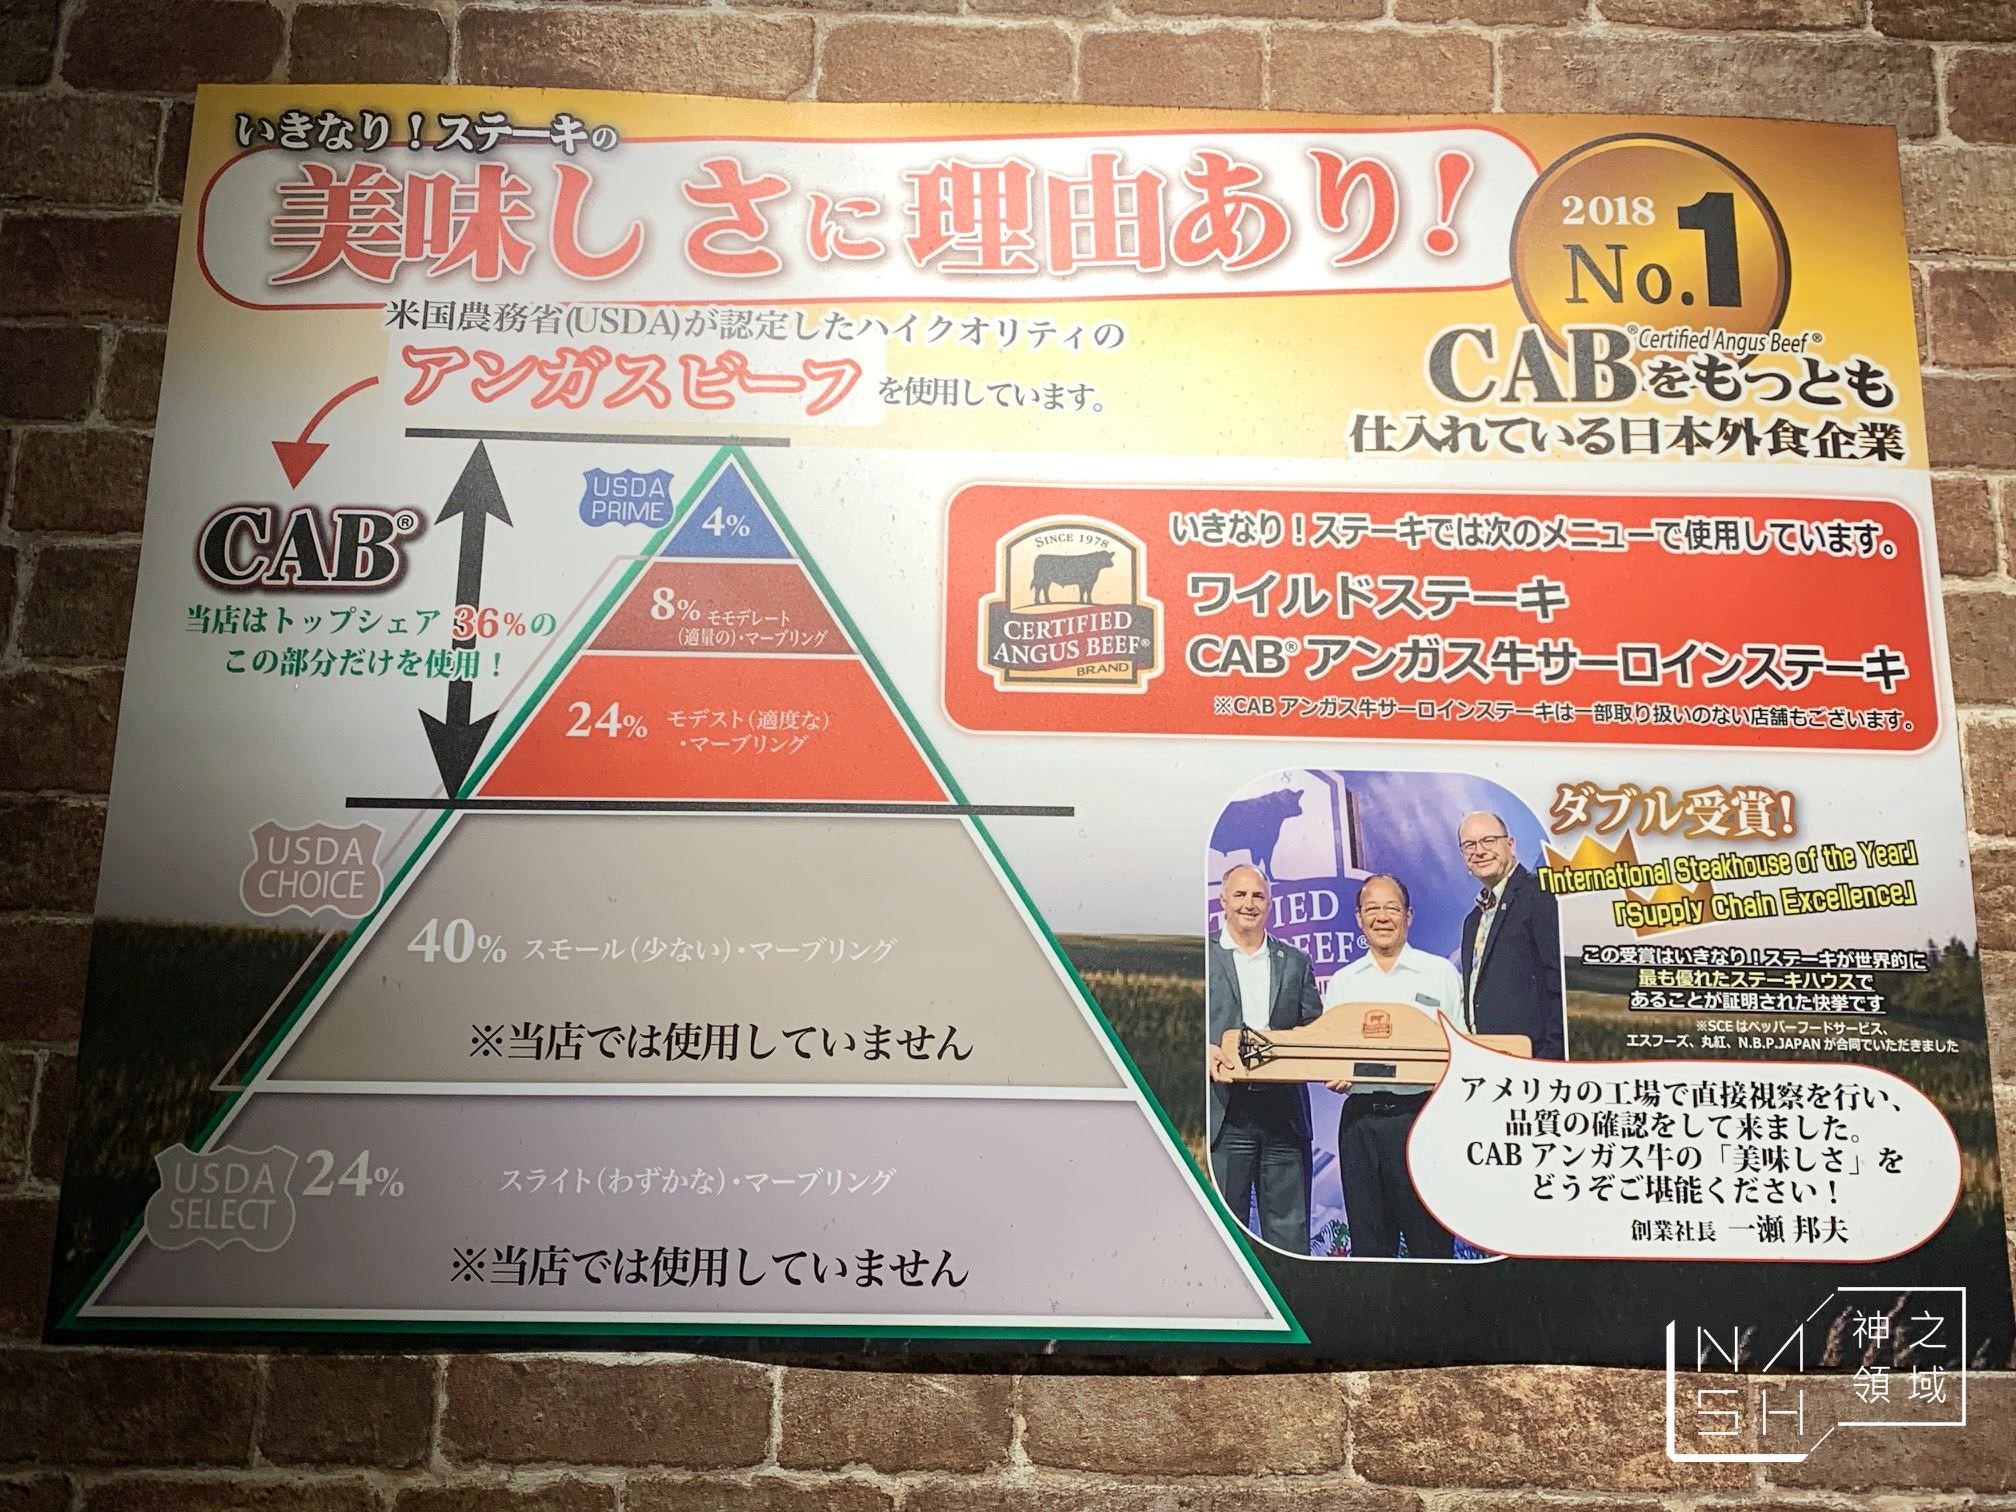 いきなり！ステーキの
美味しさに理由あり！
2018
No.1
米国農務省(USDA)が認定したハイクオリティの
アンガスビーフを使用しています。
®Certified Angus Beef®
CABをもっとも
仕入れている日本外食企業
CAB®
当店はトップシェア 36%の
この部分だけを使用！
USDA
PRIME
4%
8% モモデレート
(適量の)・マーブリング
24% モデスト(適度な)
・マーブリング
USDA
CHOICE
40% スモール(少ない)・マーブリング
※当店では使用していません
USDA
SELECT
24% スライト(わずかな)・マーブリング
※当店では使用していません
SINCE 1978
CERTIFIED
ANGUS BEEF®
BRAND
いきなり！ステーキでは次のメニューで使用しています。
ワイルドステーキ
CAB®アンガス牛サーロインステーキ
※CABアンガス牛サーロインステーキは一部取り扱いのない店舗もございます。
ダブル受賞!
「International Steakhouse of the Year」
「Supply Chain Excellence」
この受賞はいきなり！ステーキが世界的に
最も優れたステーキハウスで
あることが証明された快挙です
※SCEはペッパーフードサービス、
エスフーズ、丸紅、N.B.P.JAPANが合同でいただきました
IED
EEF®
アメリカの工場で直接視察を行い、
品質の確認をして来ました。
CABアンガス牛の「美味しさ」を
どうぞご堪能ください！
創業社長 一瀬 邦夫
NASH
神之
領域